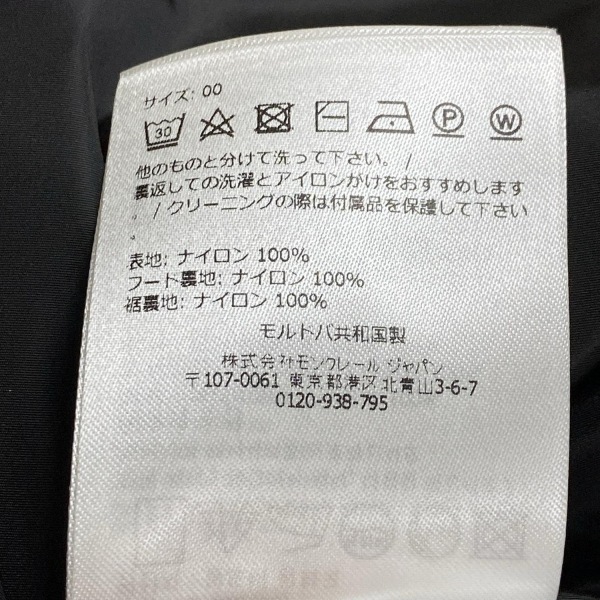 サイズ: 00
30 P W
他のものと分けて洗って下さい。 /
裏返しての洗濯とアイロンがけをおすすめします
。 / クリーニングの際は付属品を保護して下さい
。
表地: ナイロン 100%
フード裏地: ナイロン 100%
裾裏地: ナイロン 100%
モルドバ共和国製
株式会社モンクレール ジャパン
〒107-0061 東京都港区北青山3-6-7
0120-938-795